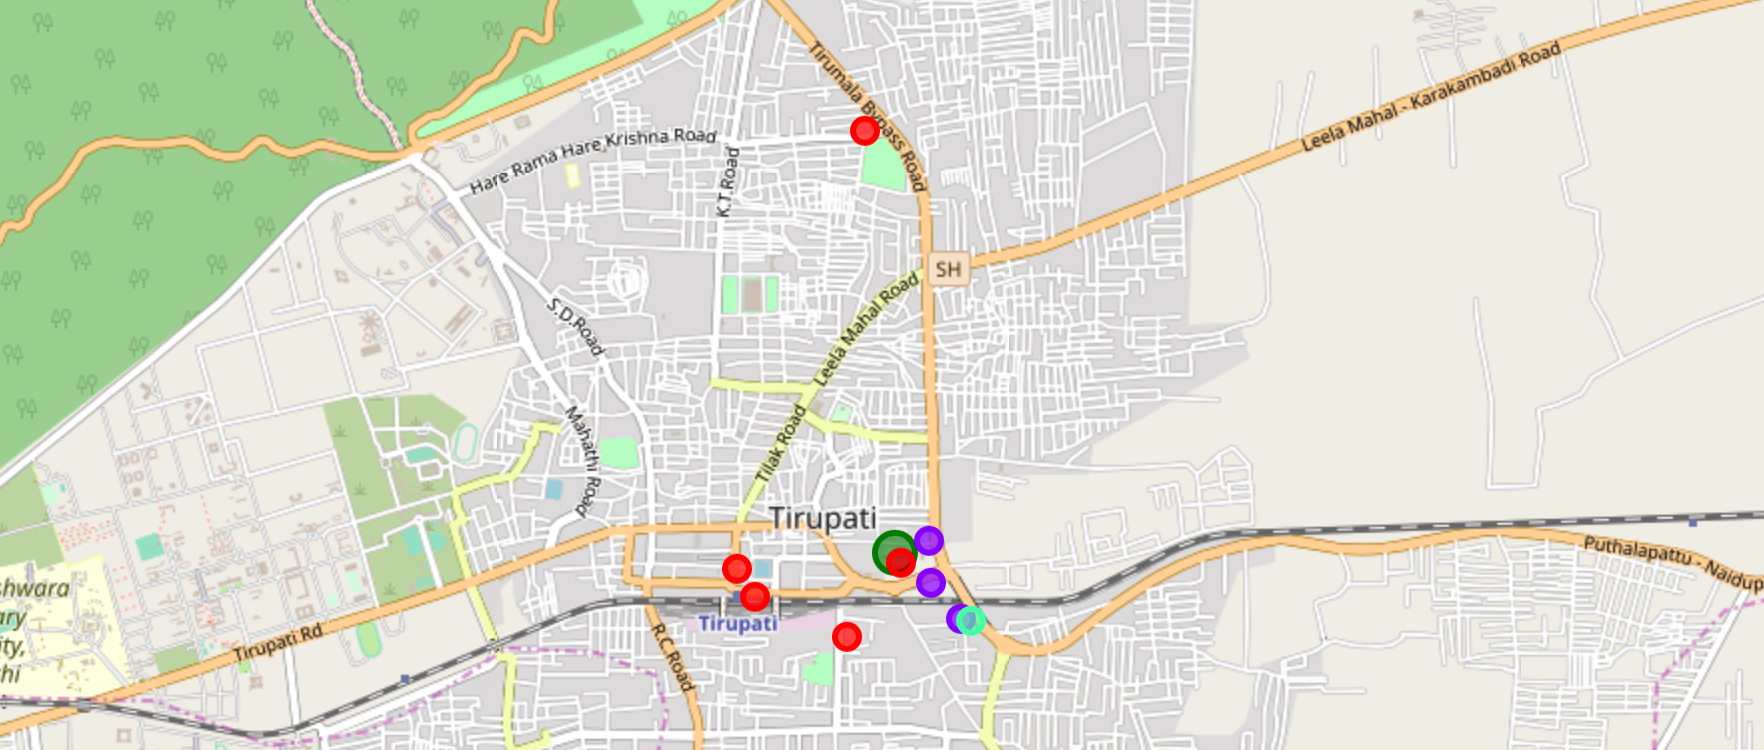 Tirumala Bypass Road
Leela Mahal - Karakambadi Road
Hare Rama Hare Krishna Road
K.T.Road
SH
Leela Mahal Road
S.D.Road
Mahathi Road
Tilak Road
Tirupati
Puthalapattu - Naidup
shwara
ary
ity,
hi
Tirupati Rd
Tirupati
R.C.Road